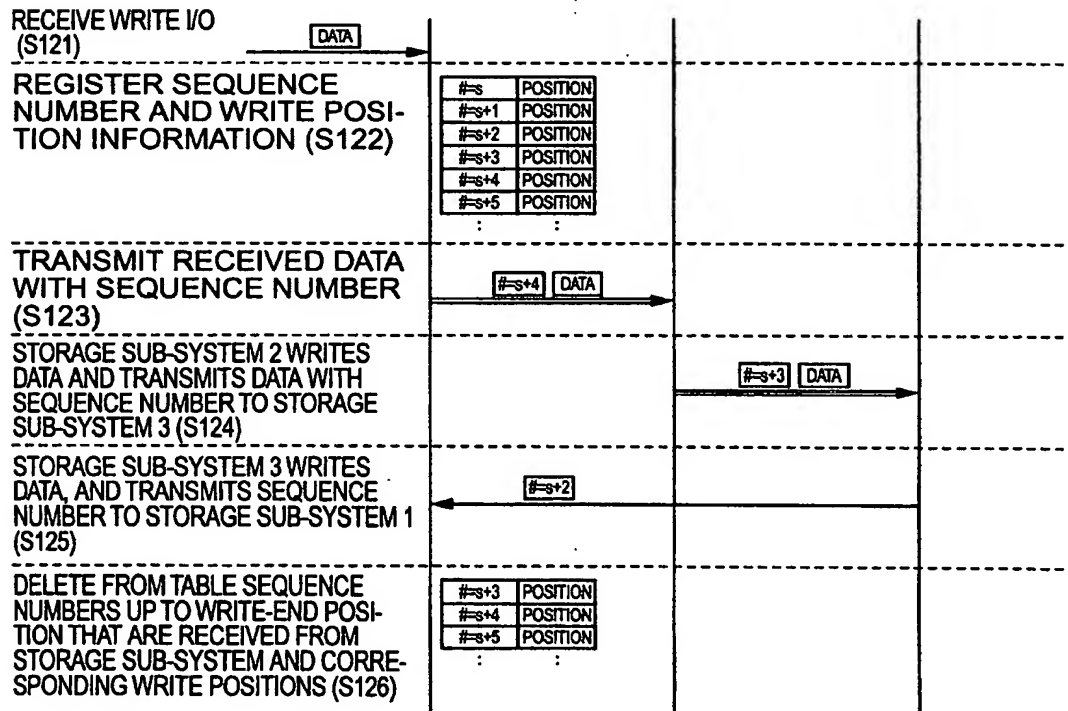 RECEIVE WRITE I/O
(S121)
DATA
REGISTER SEQUENCE
NUMBER AND WRITE POSI-
TION INFORMATION (S122)
#=s POSITION
#=s+1 POSITION
#=s+2 POSITION
#=s+3 POSITION
#=s+4 POSITION
#=s+5 POSITION
: :
TRANSMIT RECEIVED DATA
WITH SEQUENCE NUMBER
(S123)
#=s+4 DATA
STORAGE SUB-SYSTEM 2 WRITES
DATA AND TRANSMITS DATA WITH
SEQUENCE NUMBER TO STORAGE
SUB-SYSTEM 3 (S124)
#=s+3 DATA
STORAGE SUB-SYSTEM 3 WRITES
DATA, AND TRANSMITS SEQUENCE
NUMBER TO STORAGE SUB-SYSTEM 1
(S125)
#=s+2
DELETE FROM TABLE SEQUENCE
NUMBERS UP TO WRITE-END POSI-
TION THAT ARE RECEIVED FROM
STORAGE SUB-SYSTEM AND CORRE-
SPONDING WRITE POSITIONS (S126)
#=s+3 POSITION
#=s+4 POSITION
#=s+5 POSITION
: :